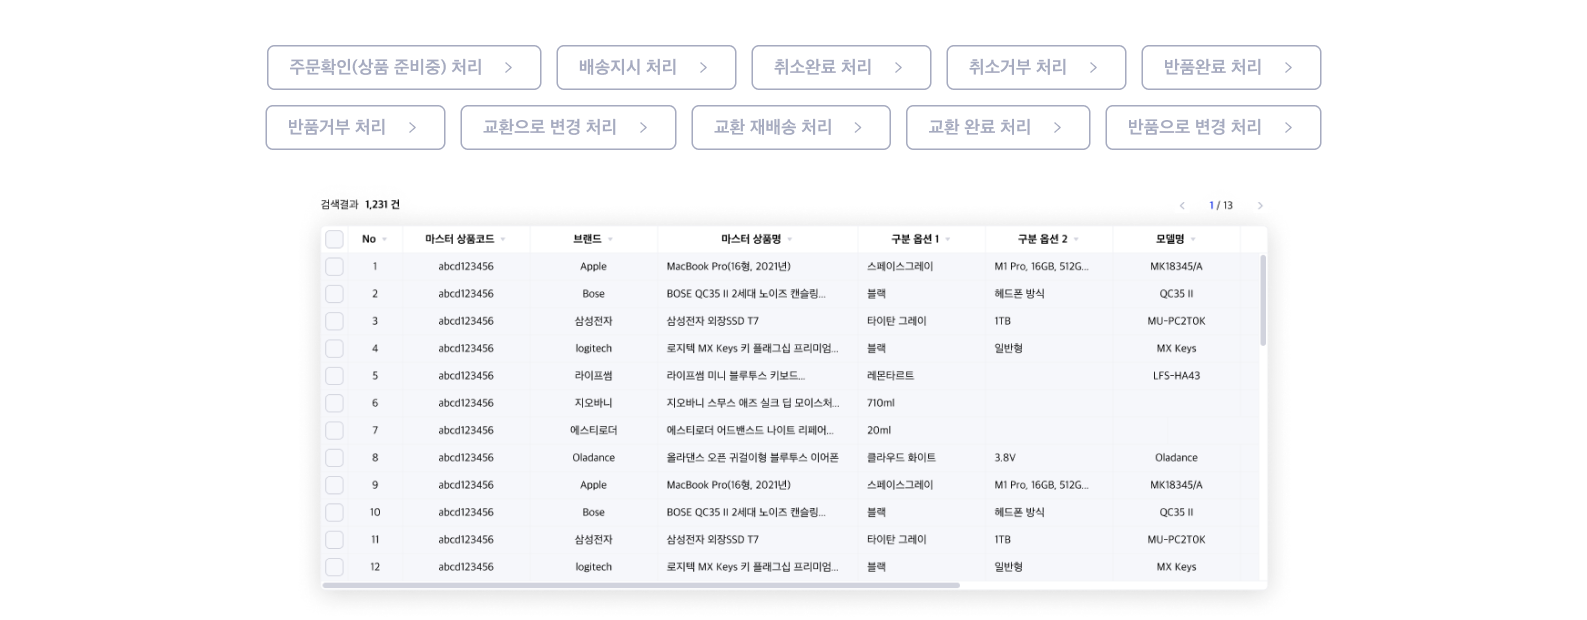 주문확인(상품 준비중) 처리 > 배송지시 처리 > 취소완료 처리 > 취소거부 처리 > 반품완료 처리 >
반품거부 처리 > 교환으로 변경 처리 > 교환 재배송 처리 > 교환 완료 처리 > 반품으로 변경 처리 >
검색결과 1,231 건 < 1 / 13 >
No 마스터 상품코드 브랜드 마스터 상품명 구분 옵션 1 구분 옵션 2 모델명
1 abcd123456 Apple MacBook Pro(16형, 2021년) 스페이스그레이 M1 Pro, 16GB, 512G... MK18345/A
2 abcd123456 Bose BOSE QC35 II 2세대 노이즈 캔슬링... 블랙 헤드폰 방식 QC35 II
3 abcd123456 삼성전자 삼성전자 외장SSD T7 타이탄 그레이 1TB MU-PC2T0K
4 abcd123456 logitech 로지텍 MX Keys 키 플래그십 프리미엄... 블랙 일반형 MX Keys
5 abcd123456 라이프썸 라이프썸 미니 블루투스 키보드... 레몬타르트 LFS-HA43
6 abcd123456 지오바니 지오바니 스무스 애즈 실크 딥 모이스처... 710ml
7 abcd123456 에스티로더 에스티로더 어드밴스드 나이트 리페어... 20ml
8 abcd123456 Oladance 올라댄스 오픈 귀걸이형 블루투스 이어폰 클라우드 화이트 3.8V Oladance
9 abcd123456 Apple MacBook Pro(16형, 2021년) 스페이스그레이 M1 Pro, 16GB, 512G... MK18345/A
10 abcd123456 Bose BOSE QC35 II 2세대 노이즈 캔슬링... 블랙 헤드폰 방식 QC35 II
11 abcd123456 삼성전자 삼성전자 외장SSD T7 타이탄 그레이 1TB MU-PC2T0K
12 abcd123456 logitech 로지텍 MX Keys 키 플래그십 프리미엄... 블랙 일반형 MX Keys